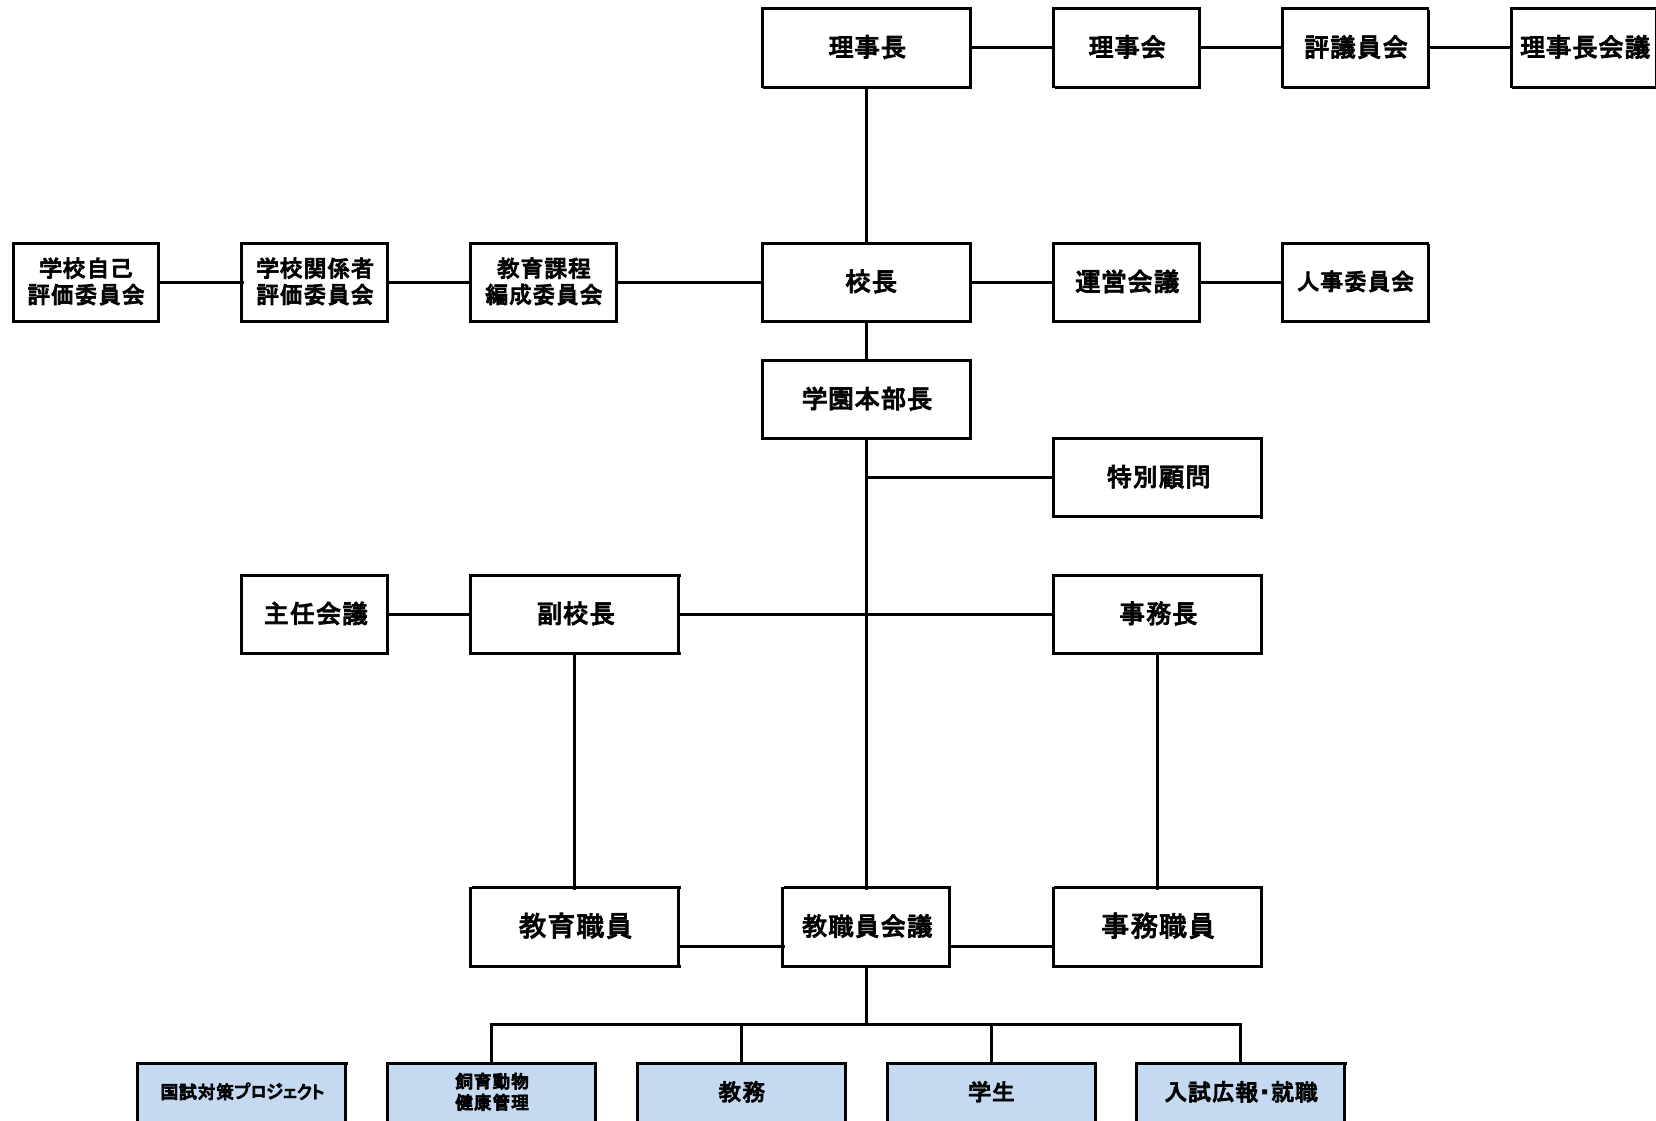 理事長
理事会
評議員会
理事長会議
学校自己
評価委員会
学校関係者
評価委員会
教育課程
編成委員会
校長
運営会議
人事委員会
学園本部長
特別顧問
主任会議
副校長
事務長
教育職員
教職員会議
事務職員
国試対策プロジェクト
飼育動物
健康管理
教務
学生
入試広報・就職